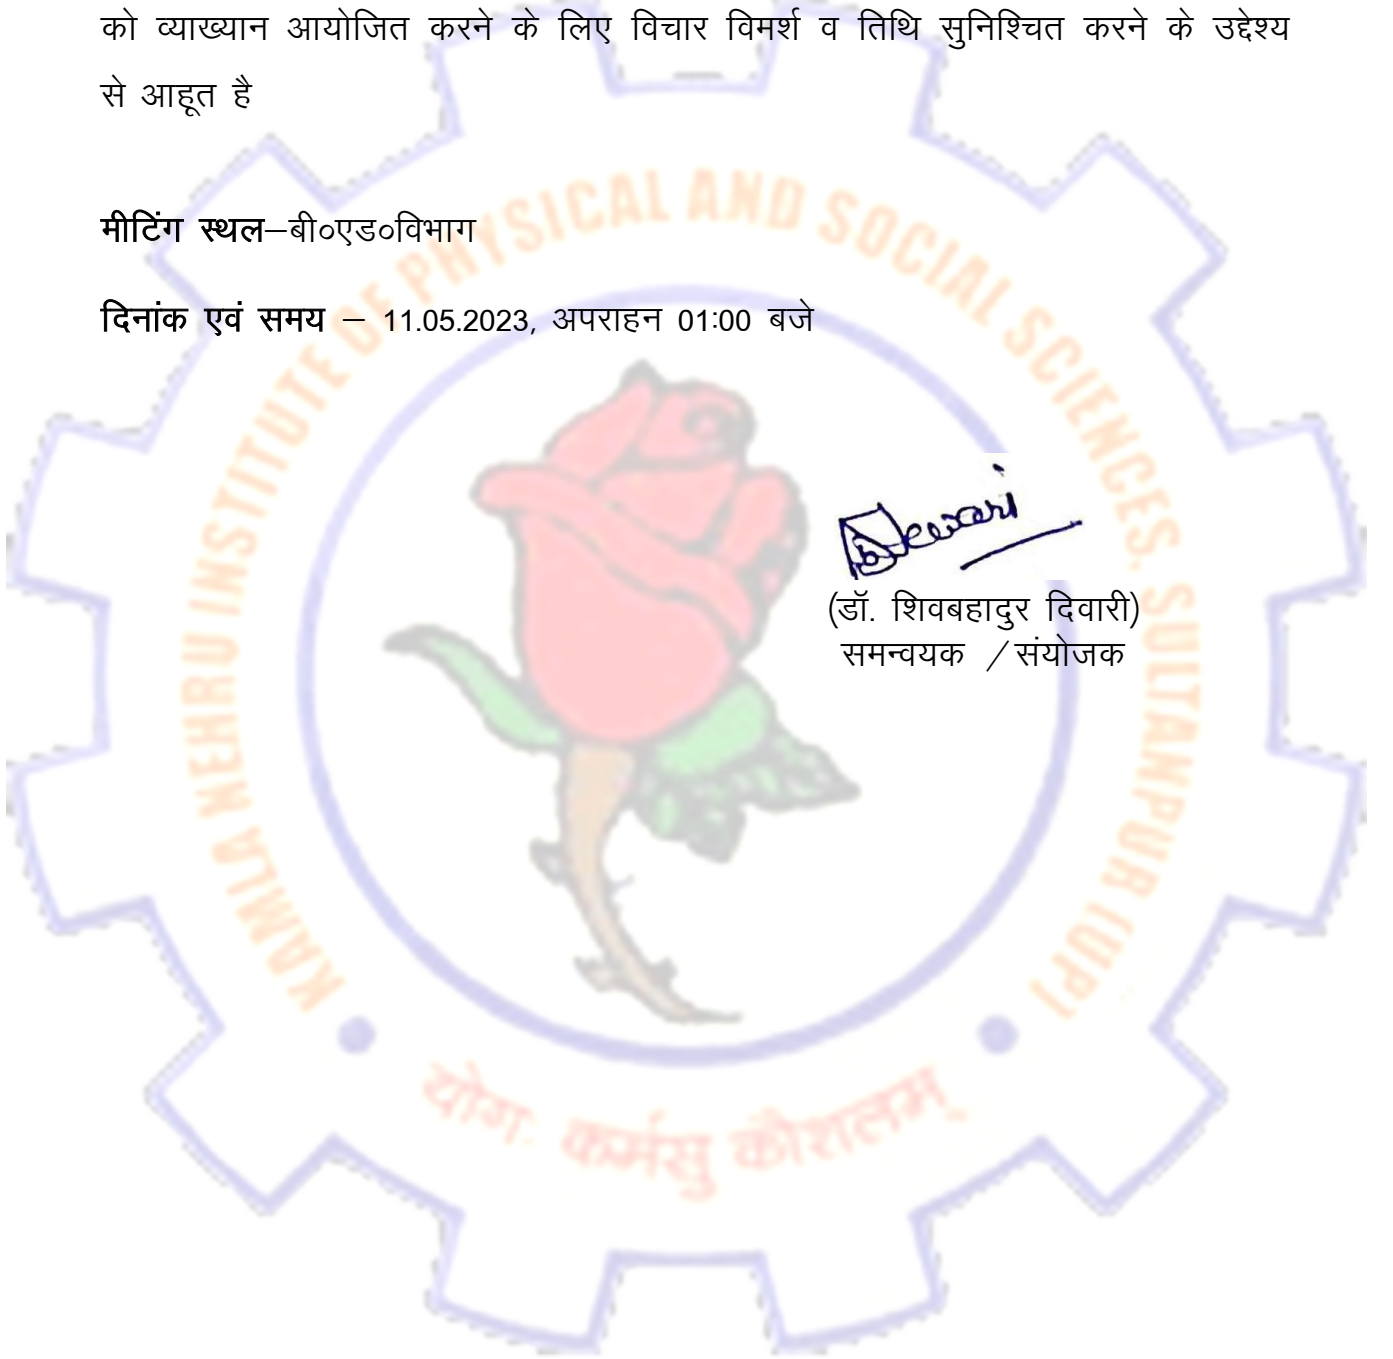 को व्याख्यान आयोजित करने के लिए विचार विमर्श व तिथि सुनिश्चित करने के उद्देश्य
से आहूत है
मीटिंग स्थल–बी०एड०विभाग
दिनांक एवं समय – 11.05.2023, अपराहन 01:00 बजे
(डॉ. शिवबहादुर दिवारी)
समन्वयक /संयोजक
KAMLA NEHRU INSTITUTE OF PHYSICAL AND SOCIAL SCIENCES, SULTANPUR (UP)
योगः कर्मसु कौशलम्